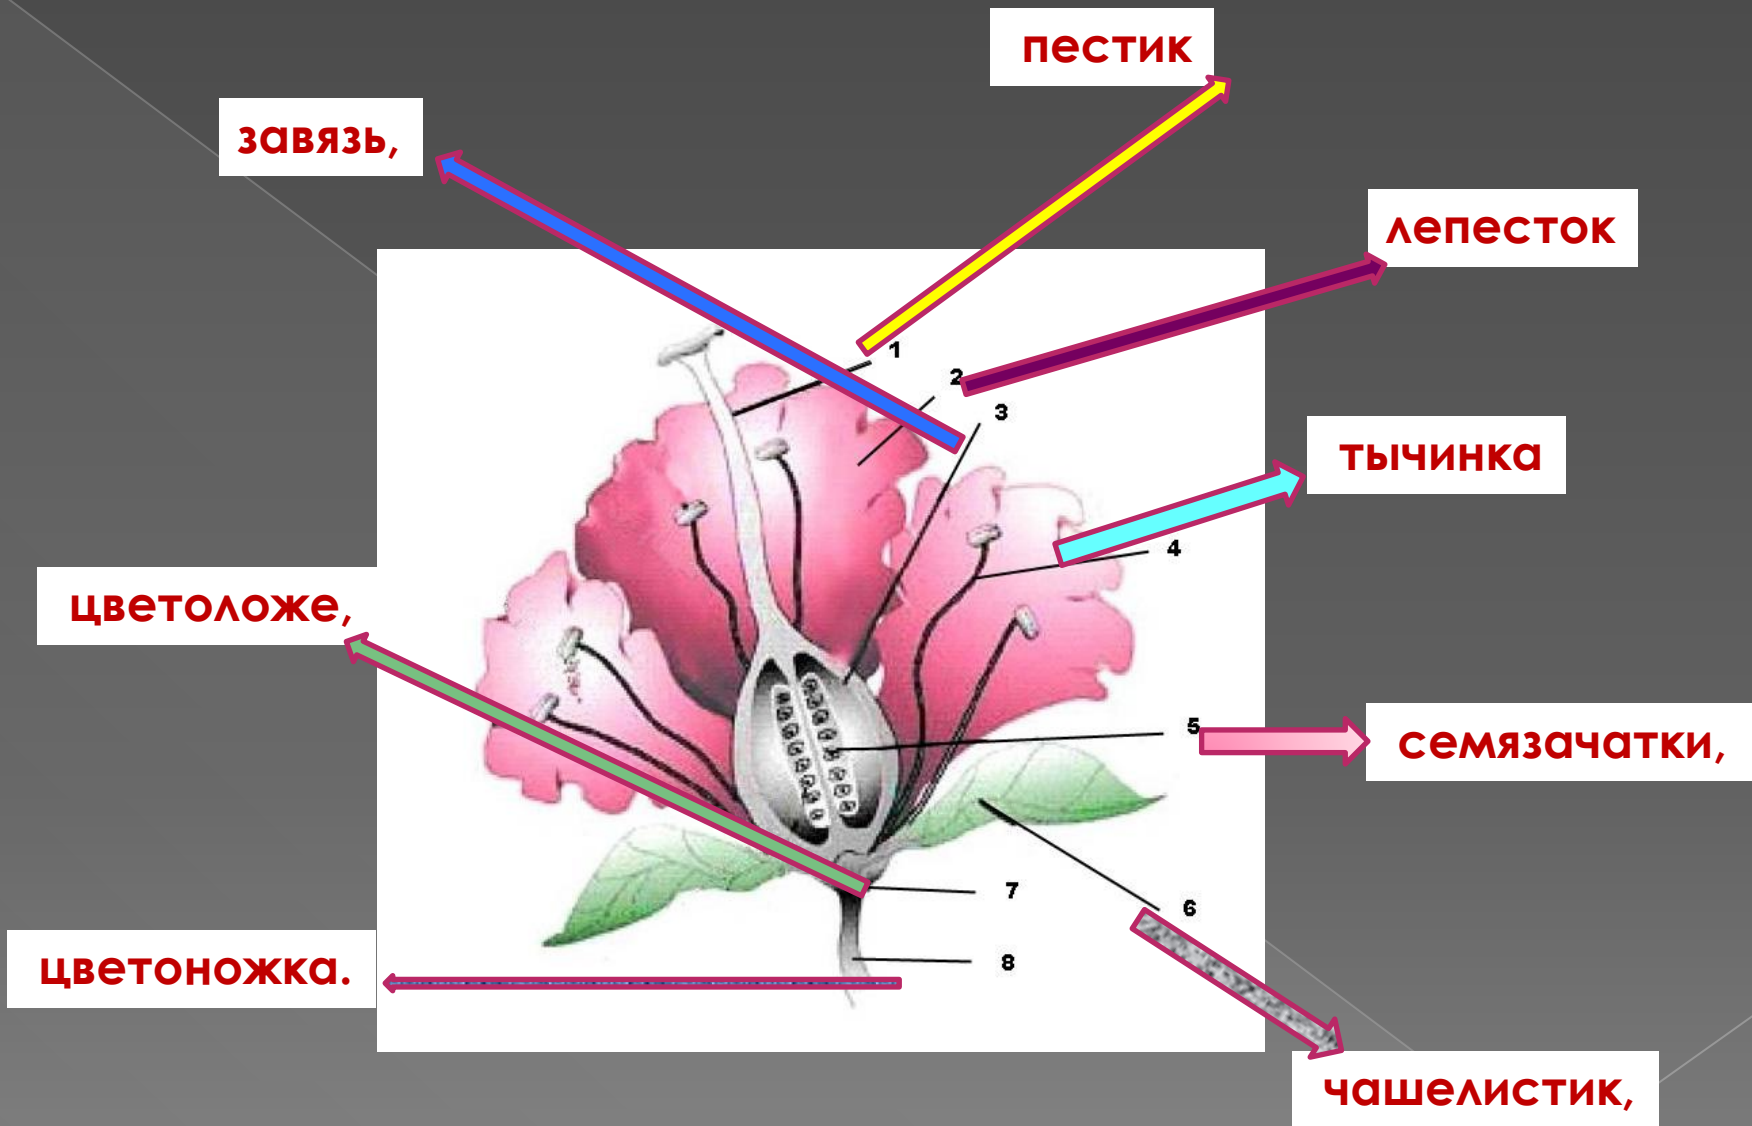 пестик
завязь,
лепесток
1
2
3
тычинка
4
цветоложе,
5
семязачатки,
7
6
8
цветоножка.
чашелистик,